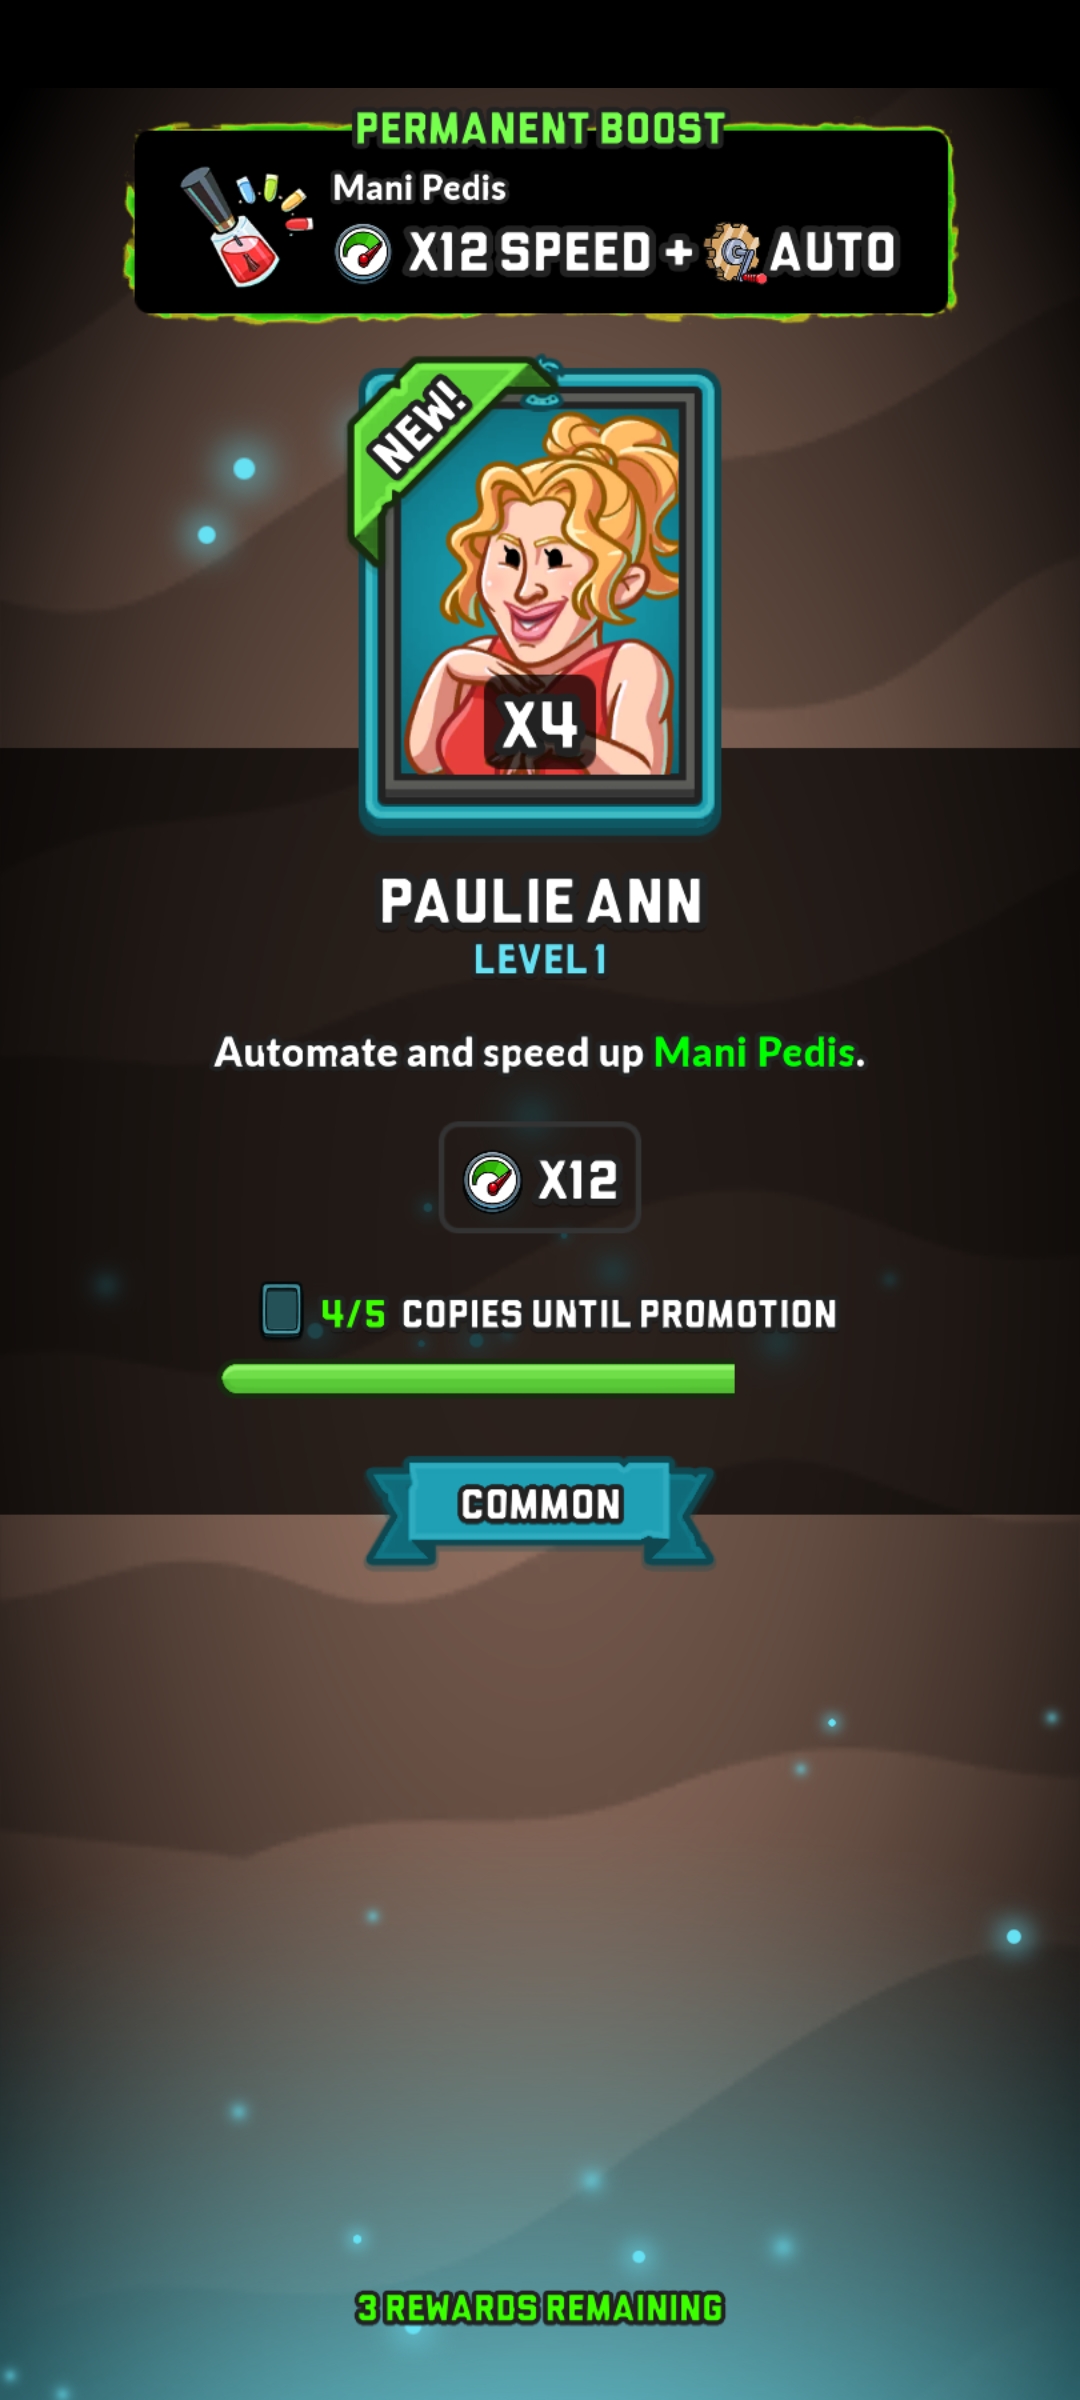 PERMANENT BOOST
Mani Pedis
X12 SPEED + AUTO
NEW!
X4
PAULIE ANN
LEVEL 1
Automate and speed up Mani Pedis.
X12
4/5 COPIES UNTIL PROMOTION
COMMON
3 REWARDS REMAINING